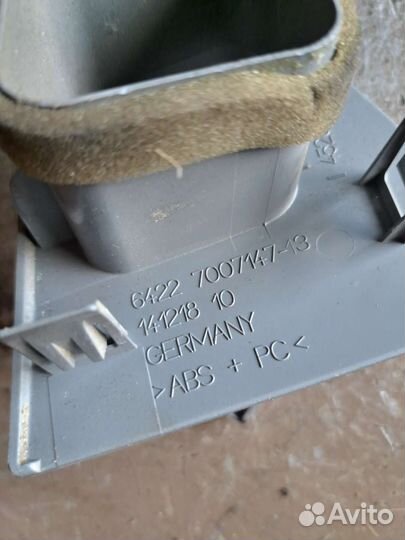 6422 7007147-13
141218 10
GERMANY
>ABS + PC<
Avito